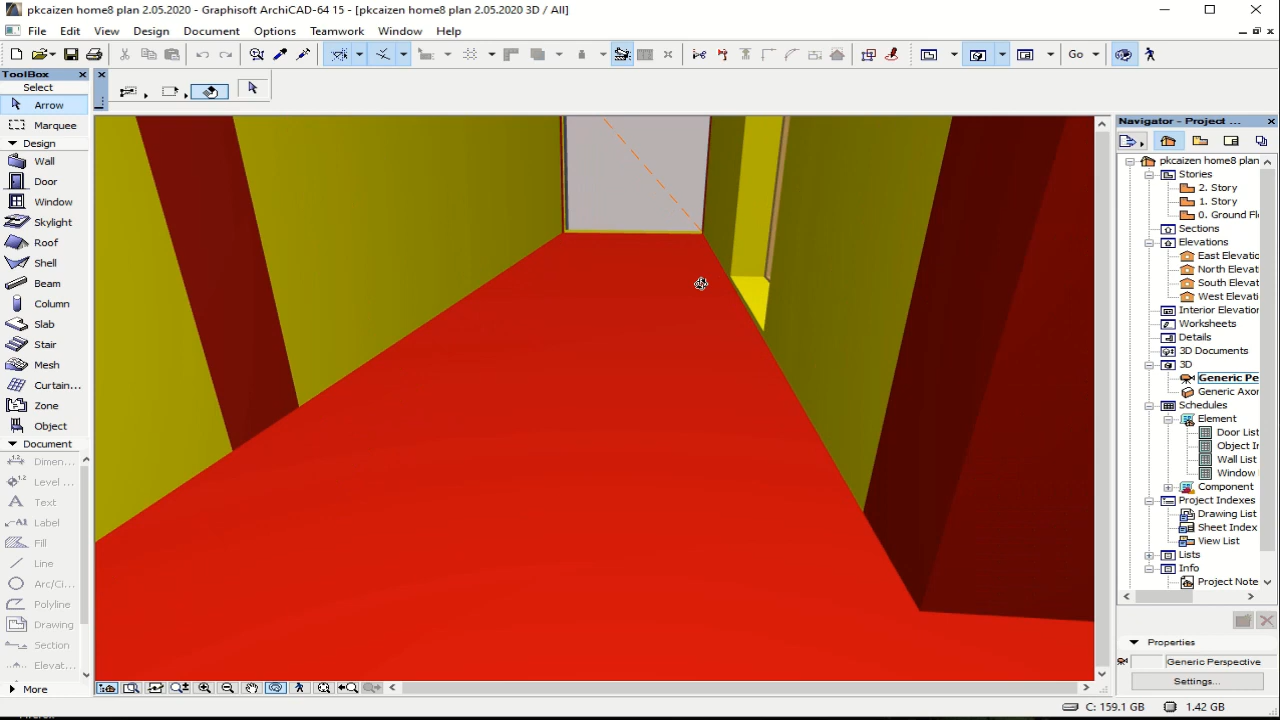 pkcaizen home8 plan 2.05.2020 - Graphisoft ArchiCAD-64 15 - [pkcaizen home8 plan 2.05.2020 3D / All]
File Edit View Design Document Options Teamwork Window Help
Go
ToolBox
Select
Arrow
Marquee
Design
Wall
Door
Window
Skylight
Roof
Shell
Beam
Column
Slab
Stair
Mesh
Curtain...
Zone
Object
Document
Dimen...
Level ...
Text
Label
Fill
Line
Arc/Ci...
Polyline
Drawing
Section
Elevat...
More
Navigator - Project ...
pkcaizen home8 plan
Stories
2. Story
1. Story
0. Ground Fl
Sections
Elevations
East Elevatio
North Elevat
South Elevat
West Elevati
Interior Elevation
Worksheets
Details
3D Documents
3D
Generic Pe
Generic Axor
Schedules
Element
Door List
Object In
Wall List
Window
Component
Project Indexes
Drawing List
Sheet Index
View List
Lists
Info
Project Note
Properties
Generic Perspective
Settings...
C: 159.1 GB
1.42 GB